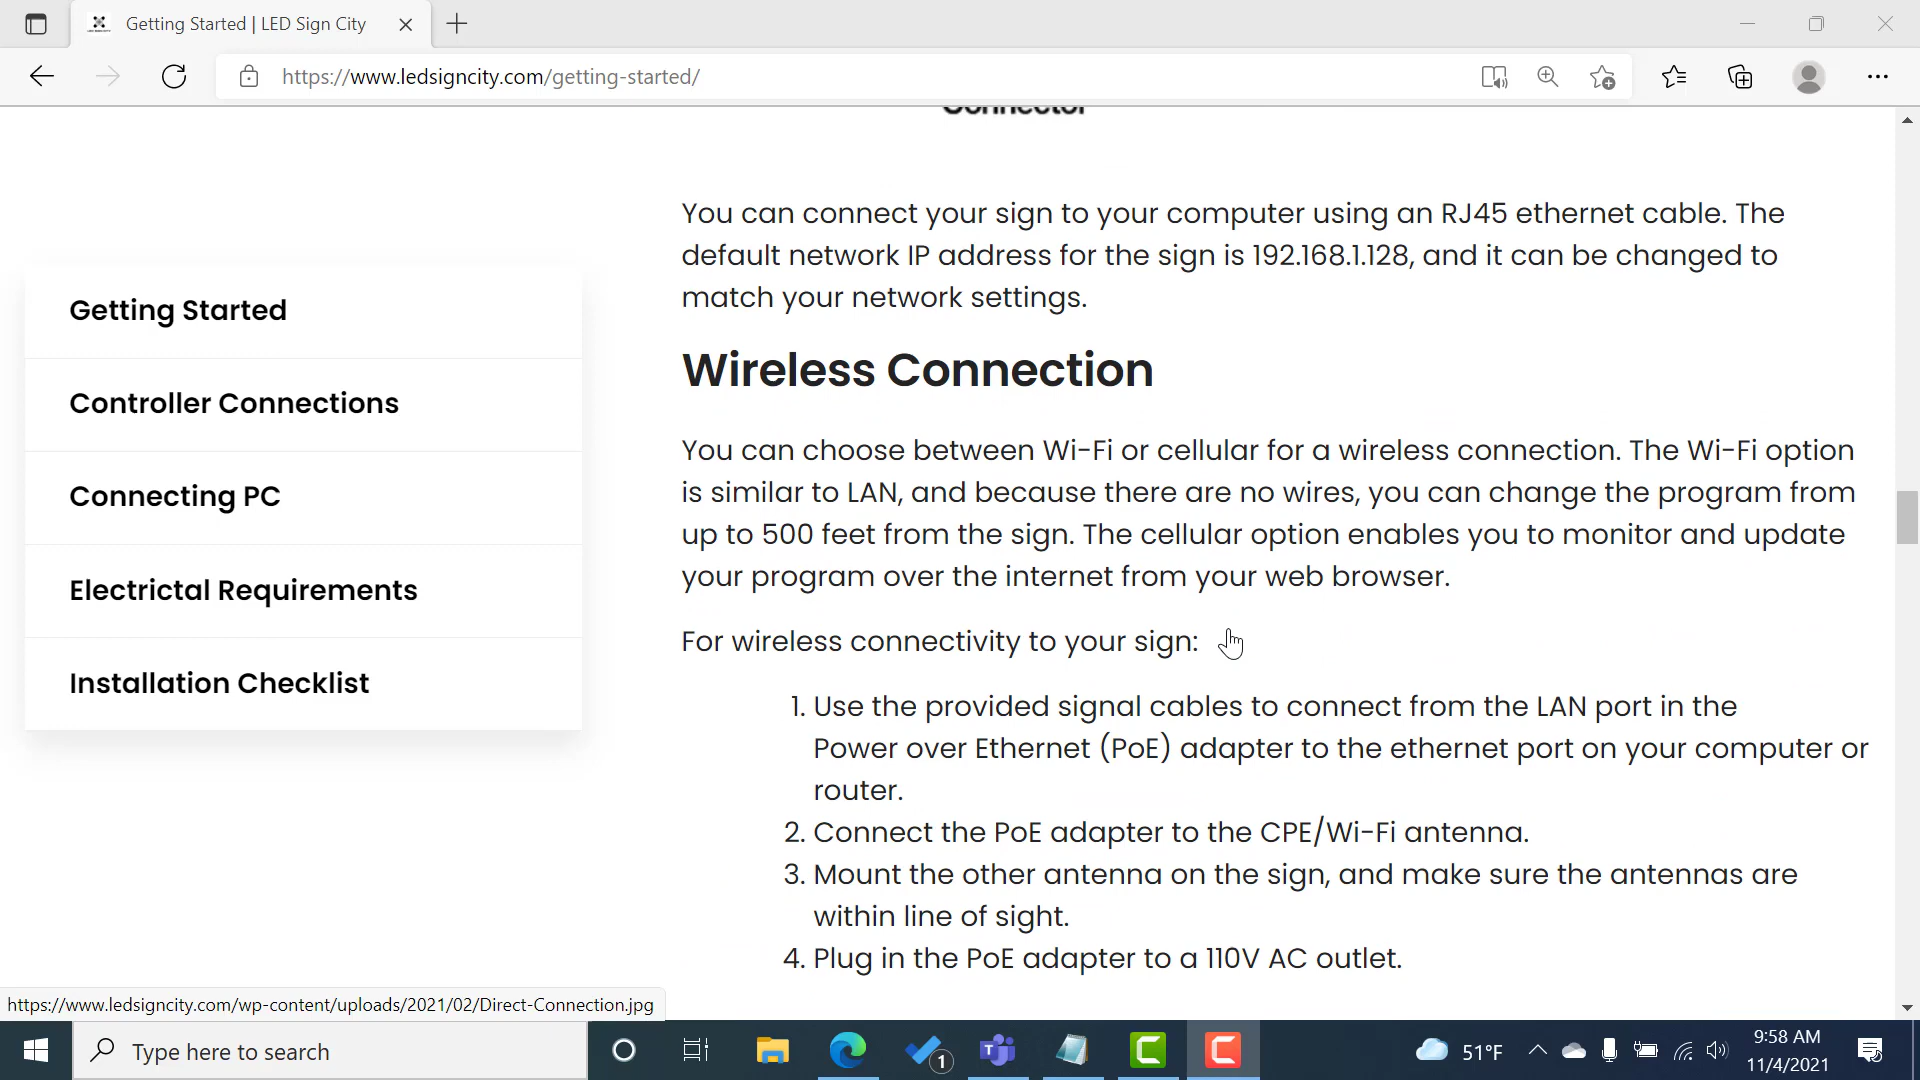 Getting Started | LED Sign City
https://www.ledsigncity.com/getting-started/
Connector
You can connect your sign to your computer using an RJ45 ethernet cable. The
default network IP address for the sign is 192.168.1.128, and it can be changed to
match your network settings.
Getting Started
Controller Connections
Connecting PC
Electrictal Requirements
Installation Checklist
Wireless Connection
You can choose between Wi-Fi or cellular for a wireless connection. The Wi-Fi option
is similar to LAN, and because there are no wires, you can change the program from
up to 500 feet from the sign. The cellular option enables you to monitor and update
your program over the internet from your web browser.
For wireless connectivity to your sign:
1. Use the provided signal cables to connect from the LAN port in the
Power over Ethernet (PoE) adapter to the ethernet port on your computer or
router.
2. Connect the PoE adapter to the CPE/Wi-Fi antenna.
3. Mount the other antenna on the sign, and make sure the antennas are
within line of sight.
4. Plug in the PoE adapter to a 110V AC outlet.
https://www.ledsigncity.com/wp-content/uploads/2021/02/Direct-Connection.jpg
Type here to search
1
51°F
9:58 AM
11/4/2021